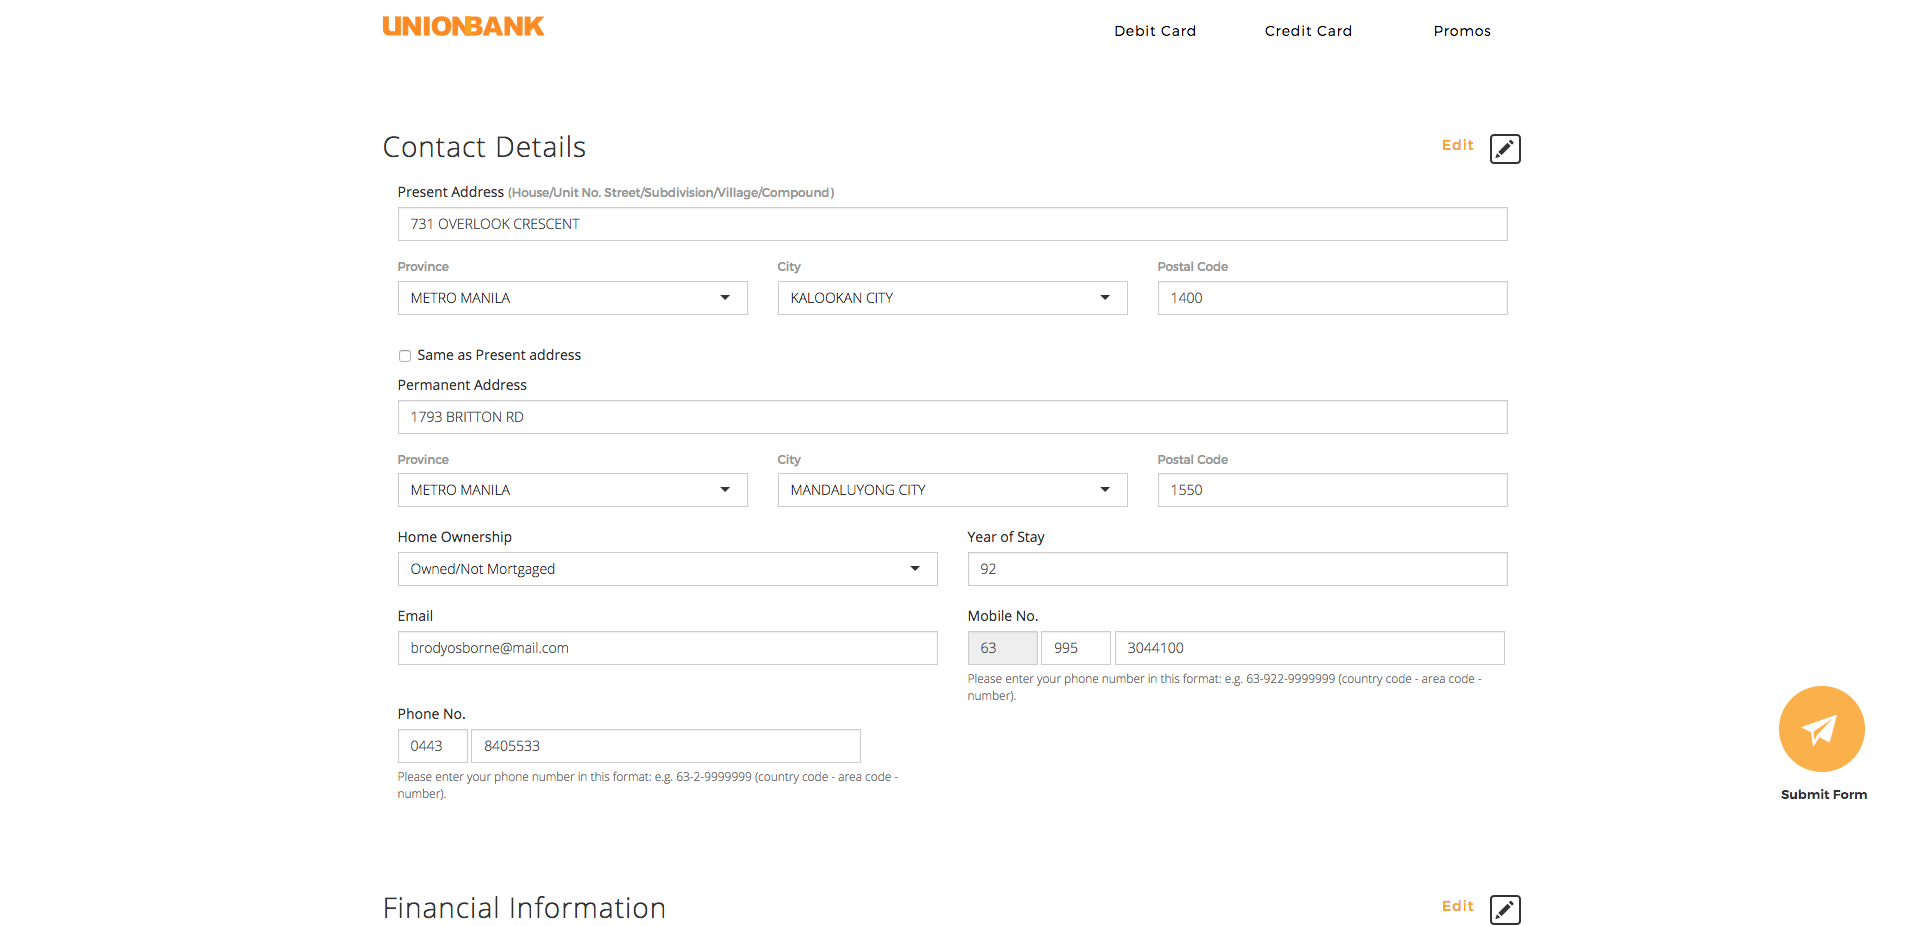 UNIONBANK
Debit Card Credit Card Promos
Contact Details Edit
Present Address (House/Unit No. Street/Subdivision/Village/Compound)
731 OVERLOOK CRESCENT
Province City Postal Code
METRO MANILA KALOOKAN CITY 1400
Same as Present address
Permanent Address
1793 BRITTON RD
Province City Postal Code
METRO MANILA MANDALUYONG CITY 1550
Home Ownership Year of Stay
Owned/Not Mortgaged 92
Email Mobile No.
brodyosborne@mail.com 63 995 3044100
Please enter your phone number in this format: e.g. 63-922-9999999 (country code - area code -
number).
Phone No.
0443 8405533
Please enter your phone number in this format: e.g. 63-2-9999999 (country code - area code -
number).
Submit Form
Financial Information Edit